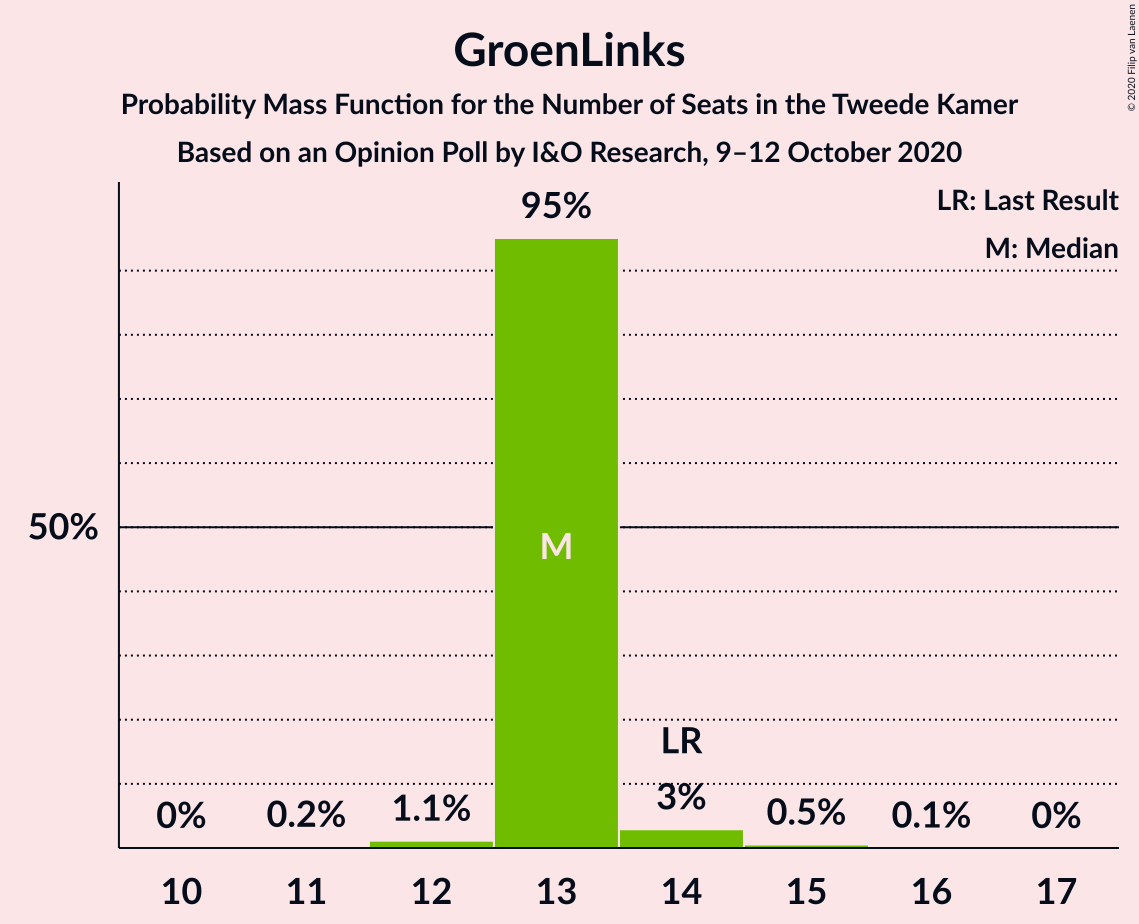 GroenLinks
Probability Mass Function for the Number of Seats in the Tweede Kamer
Based on an Opinion Poll by I&O Research, 9–12 October 2020
© 2020 Filip van Laenen
LR: Last Result
M: Median
95%
50%
M
LR
0%
0.2%
1.1%
3%
0.5%
0.1%
0%
10
11
12
13
14
15
16
17